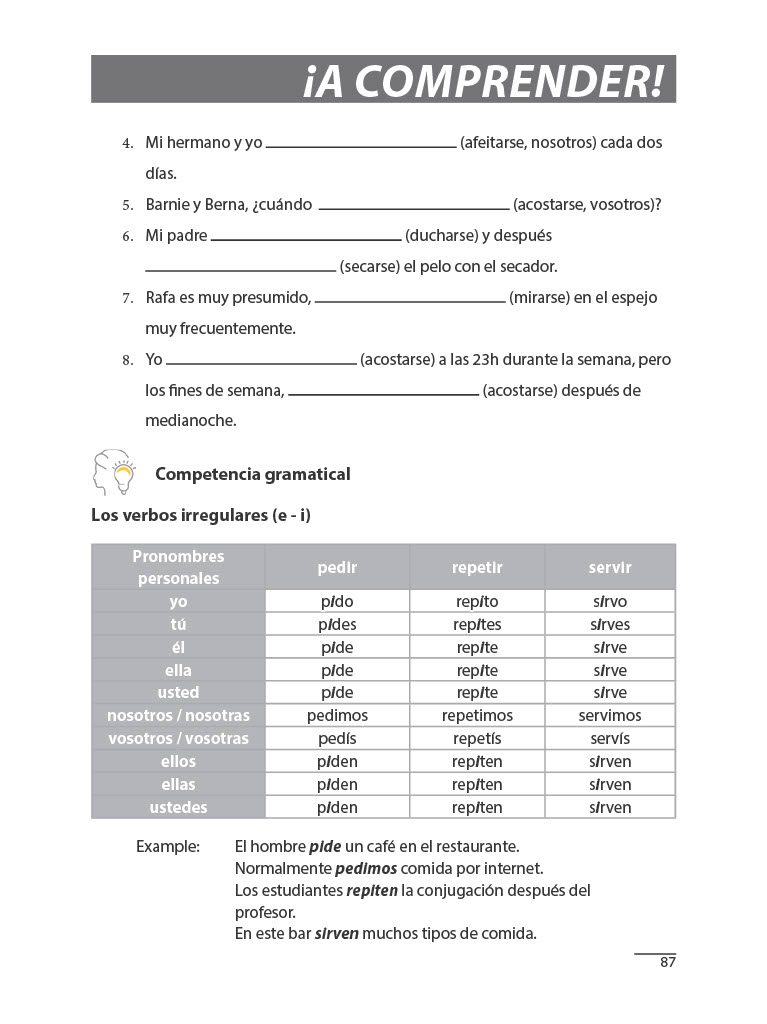 ¡A COMPRENDER!
4. Mi hermano y yo ______________________ (afeitarse, nosotros) cada dos
días.
5. Barnie y Berna, ¿cuándo ______________________ (acostarse, vosotros)?
6. Mi padre ______________________ (ducharse) y después
______________________ (secarse) el pelo con el secador.
7. Rafa es muy presumido, ______________________ (mirarse) en el espejo
muy frecuentemente.
8. Yo ______________________ (acostarse) a las 23h durante la semana, pero
los fines de semana, ______________________ (acostarse) después de
medianoche.
Competencia gramatical
Los verbos irregulares (e - i)
Pronombres personales pedir repetir servir
yo pido repito sirvo
tú pides repites sirves
él pide repite sirve
ella pide repite sirve
usted pide repite sirve
nosotros / nosotras pedimos repetimos servimos
vosotros / vosotras pedís repetís servís
ellos piden repiten sirven
ellas piden repiten sirven
ustedes piden repiten sirven
Example: El hombre pide un café en el restaurante.
Normalmente pedimos comida por internet.
Los estudiantes repiten la conjugación después del
profesor.
En este bar sirven muchos tipos de comida.
87